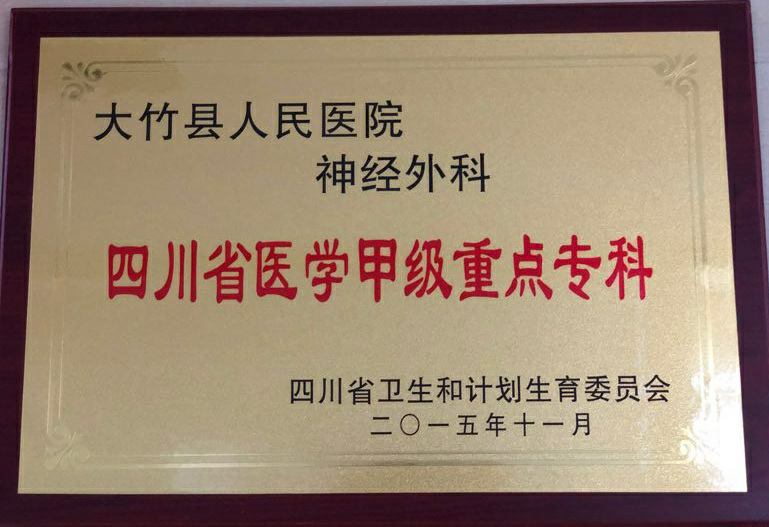 大竹县人民医院
神经外科
四川省医学甲级重点专科
四川省卫生和计划生育委员会
二〇一五年十一月